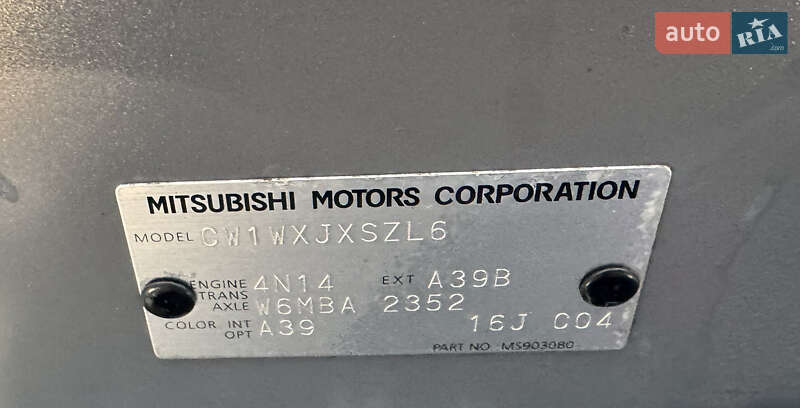 auto RIA
MITSUBISHI MOTORS CORPORATION
MODEL CW1WXJXSZL6
ENGINE 4N14 EXT A39B
TRANS AXLE W6MBA 2352
COLOR INT OPT A39 16J C04
PART NO MS903080